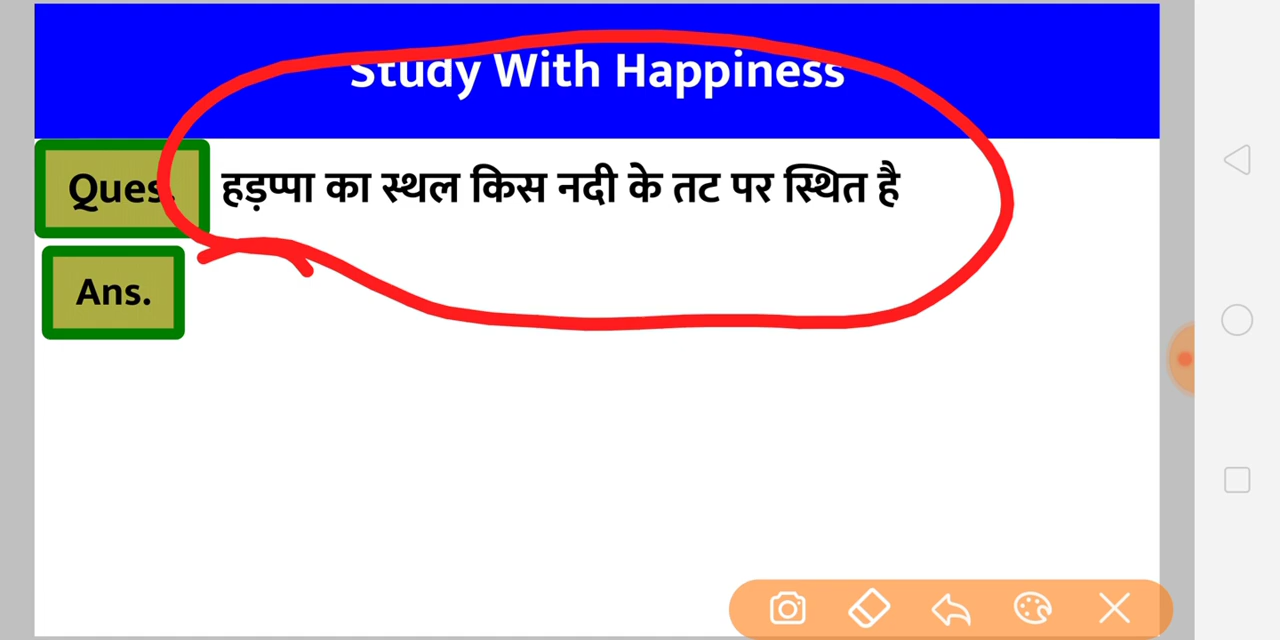 Study With Happiness
Ques. हड़प्पा का स्थल किस नदी के तट पर स्थित है
Ans.